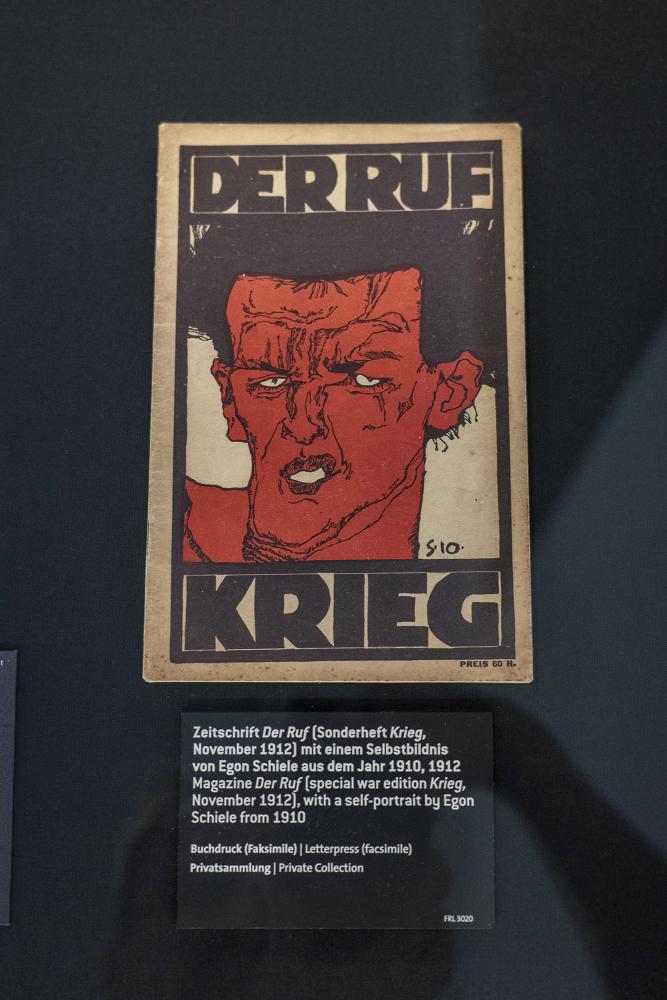 DER RUF
S.10.
KRIEG
PREIS 60 H.
Zeitschrift Der Ruf (Sonderheft Krieg,
November 1912) mit einem Selbstbildnis
von Egon Schiele aus dem Jahr 1910, 1912
Magazine Der Ruf (special war edition Krieg,
November 1912), with a self-portrait by Egon
Schiele from 1910
Buchdruck (Faksimile) | Letterpress (facsimile)
Privatsammlung | Private Collection
FRL 3020